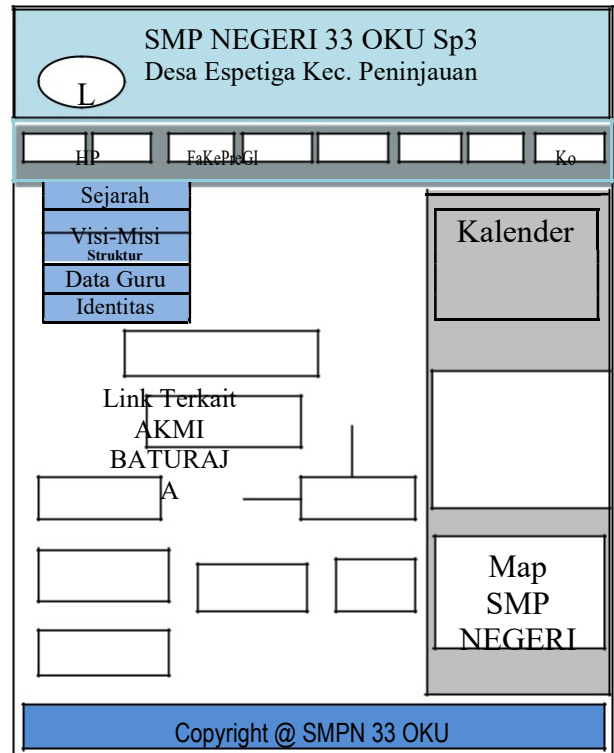 SMP NEGERI 33 OKU Sp3
Desa Espetiga Kec. Peninjauan
L
HP FaKePreGI Ko
Sejarah
Visi-Misi
Struktur
Data Guru
Identitas
Kalender
Link Terkait
AKMI
BATURAJ
A
Map
SMP
NEGERI
Copyright @ SMPN 33 OKU